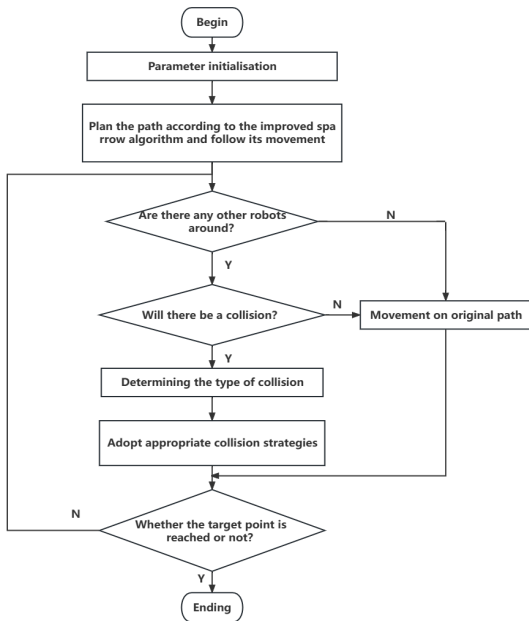 Begin
Parameter initialisation
Plan the path according to the improved spa
rrow algorithm and follow its movement
Are there any other robots
around?
N
Y
Will there be a collision?
N
Movement on original path
Y
Determining the type of collision
Adopt appropriate collision strategies
N
Whether the target point is
reached or not?
Y
Ending